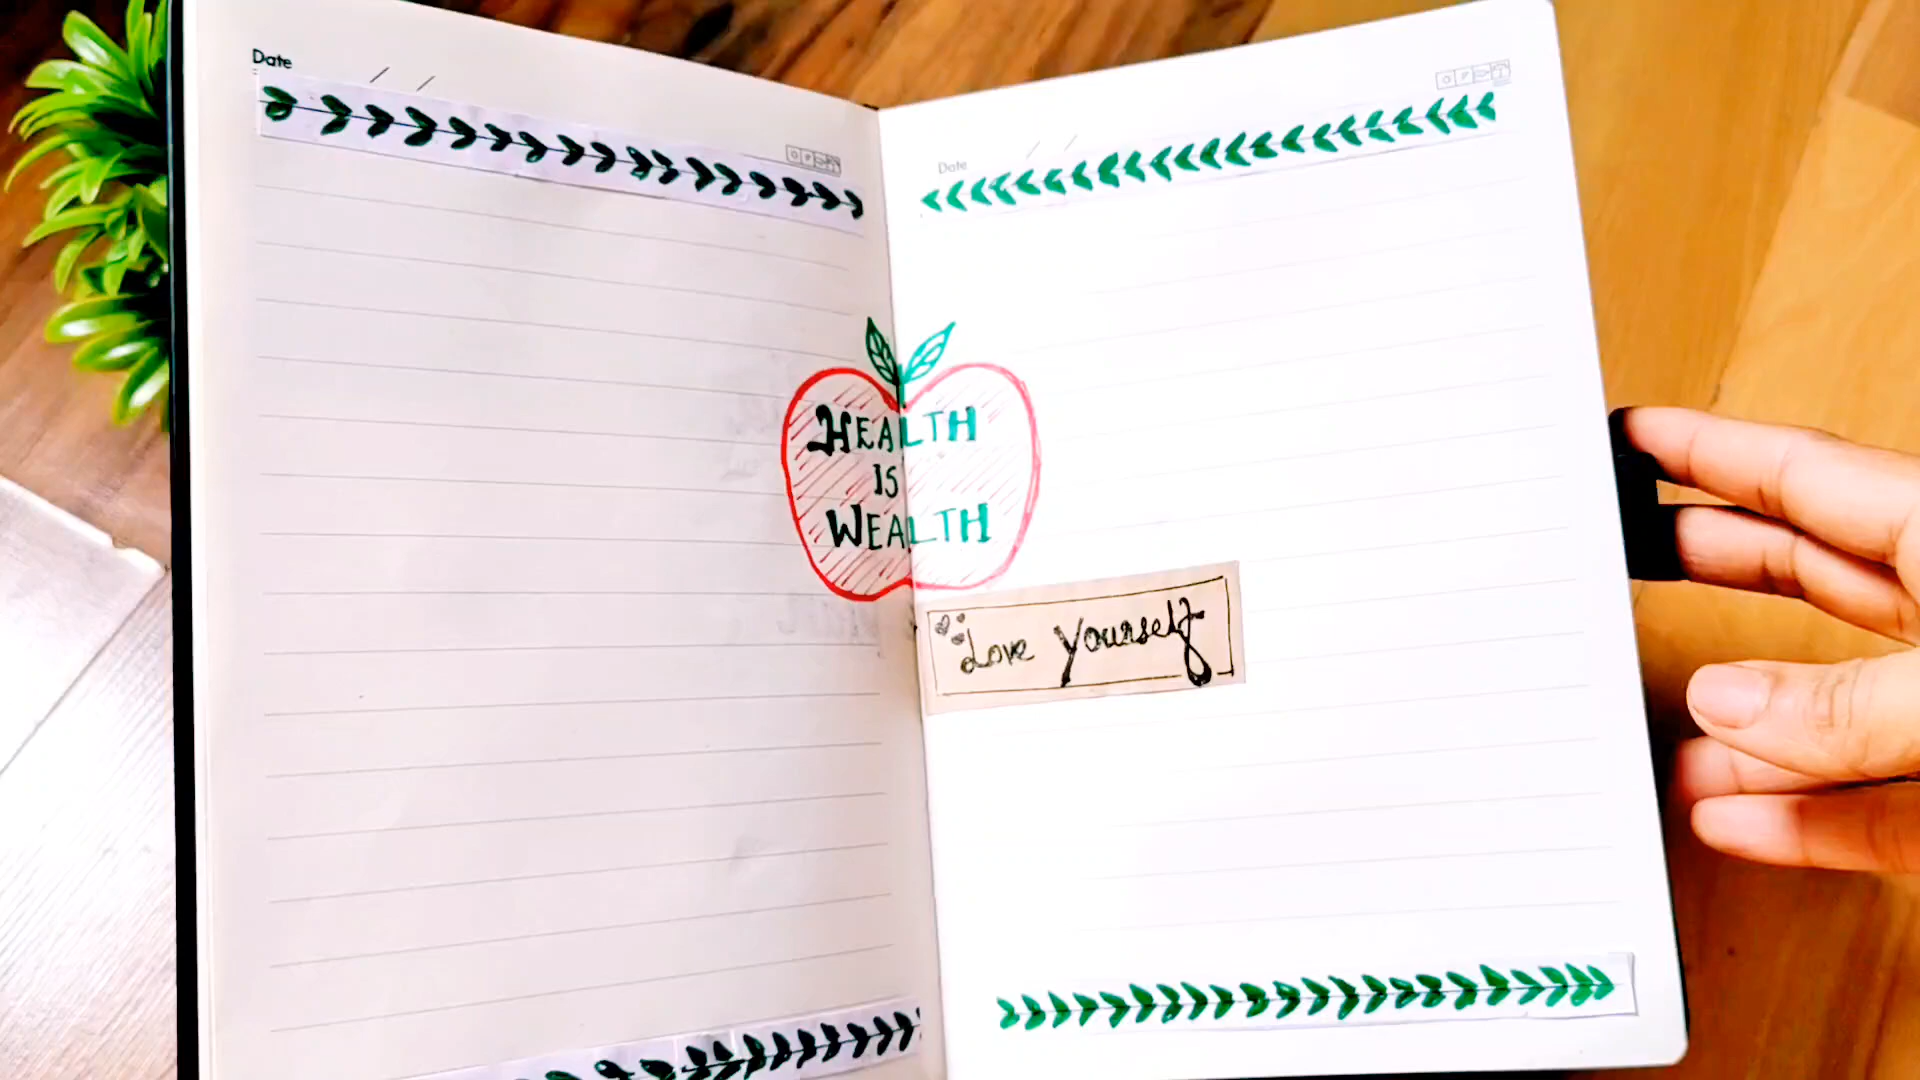 Date / /
Date / /
HEALTH
IS
WEALTH
Love Yourself